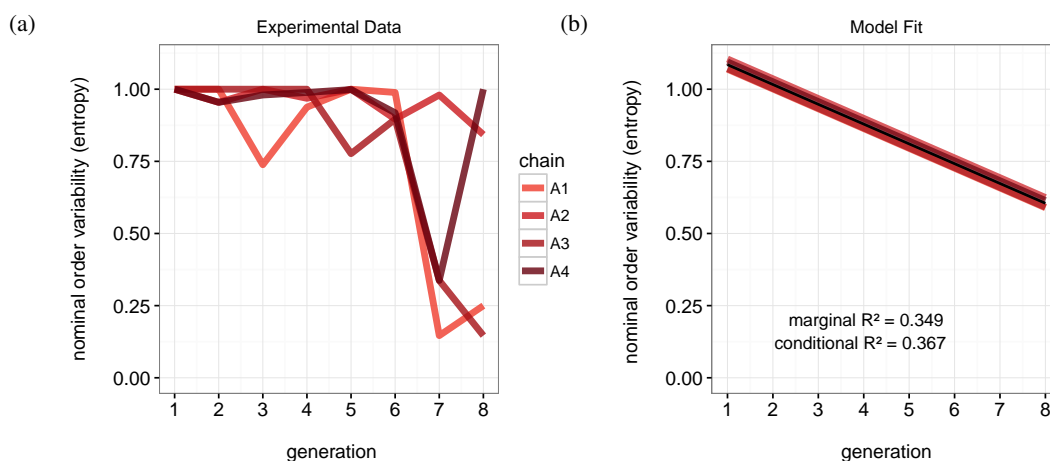 (a)
Experimental Data
nominal order variability (entropy)
1.00
0.75
0.50
0.25
0.00
1 2 3 4 5 6 7 8
generation
chain
A1
A2
A3
A4
(b)
Model Fit
nominal order variability (entropy)
1.00
0.75
0.50
0.25
0.00
marginal R² = 0.349
conditional R² = 0.367
1 2 3 4 5 6 7 8
generation